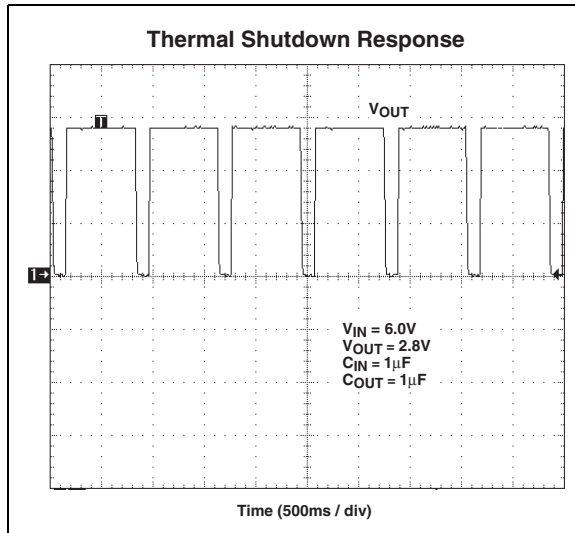 Thermal Shutdown Response
T
VOUT
1
VIN = 6.0V
VOUT = 2.8V
CIN = 1µF
COUT = 1µF
Time (500ms / div)